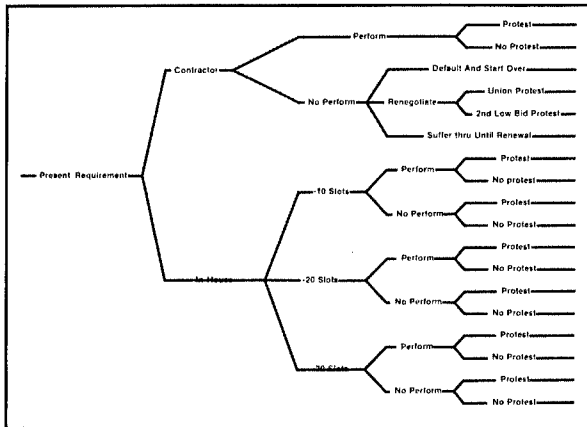 Protest
Perform
No Protest
Contractor
Default And Start Over
Union Protest
No Perform
Renegotiate
2nd Low Bid Protest
Suffer thru Until Renewal
Present Requirement
Protest
Perform
No protest
-10 Slots
Protest
No Perform
No Protest
In-House
Protest
Perform
No Protest
-20 Slots
Protest
No Perform
No Protest
Protest
Perform
No Protest
-30 Slots
Protest
No Perform
No Protest